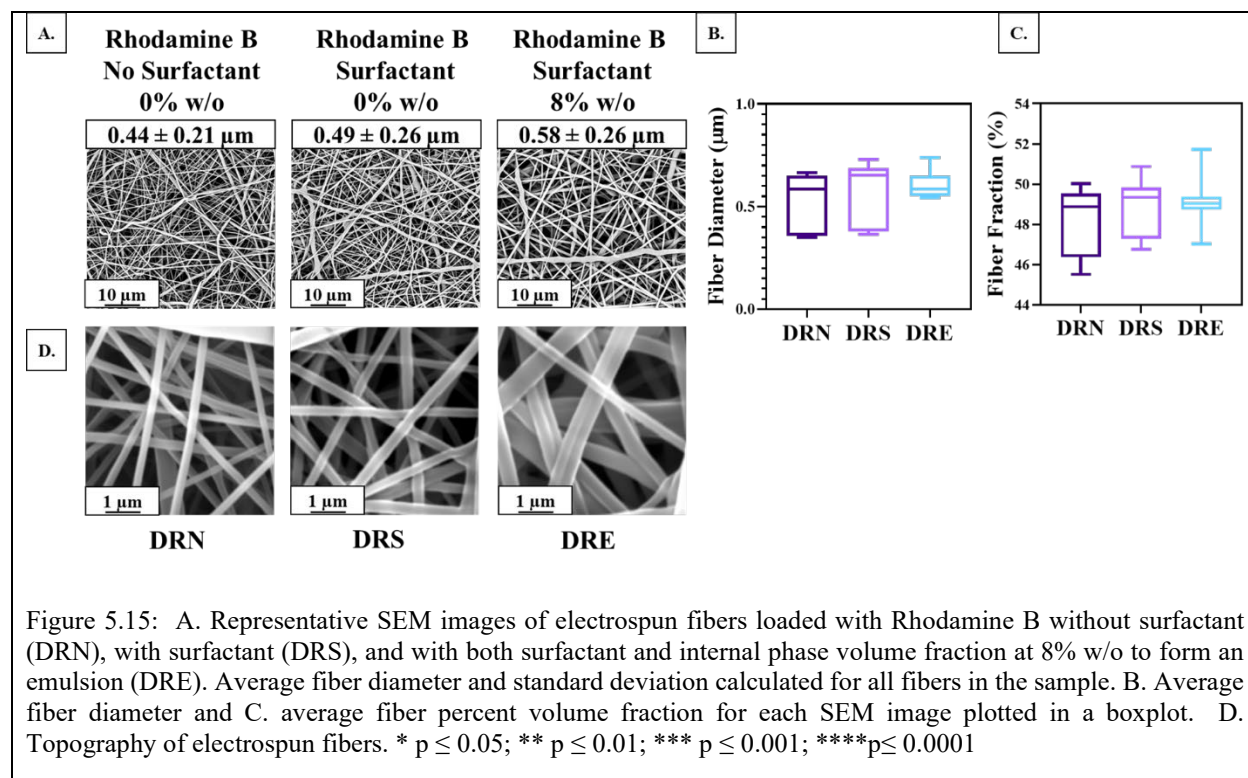 A.
Rhodamine B
No Surfactant
0% w/o
0.44 ± 0.21 µm
Rhodamine B
Surfactant
0% w/o
0.49 ± 0.26 µm
Rhodamine B
Surfactant
8% w/o
0.58 ± 0.26 µm
10 µm
10 µm
10 µm
B.
Fiber Diameter (µm)
1.0
0.5
0.0
DRN DRS DRE
C.
Fiber Fraction (%)
54
52
50
48
46
44
DRN DRS DRE
D.
1 µm
1 µm
1 µm
DRN
DRS
DRE
Figure 5.15: A. Representative SEM images of electrospun fibers loaded with Rhodamine B without surfactant
(DRN), with surfactant (DRS), and with both surfactant and internal phase volume fraction at 8% w/o to form an
emulsion (DRE). Average fiber diameter and standard deviation calculated for all fibers in the sample. B. Average
fiber diameter and C. average fiber percent volume fraction for each SEM image plotted in a boxplot. D.
Topography of electrospun fibers. * p ≤ 0.05; ** p ≤ 0.01; *** p ≤ 0.001; ****p≤ 0.0001